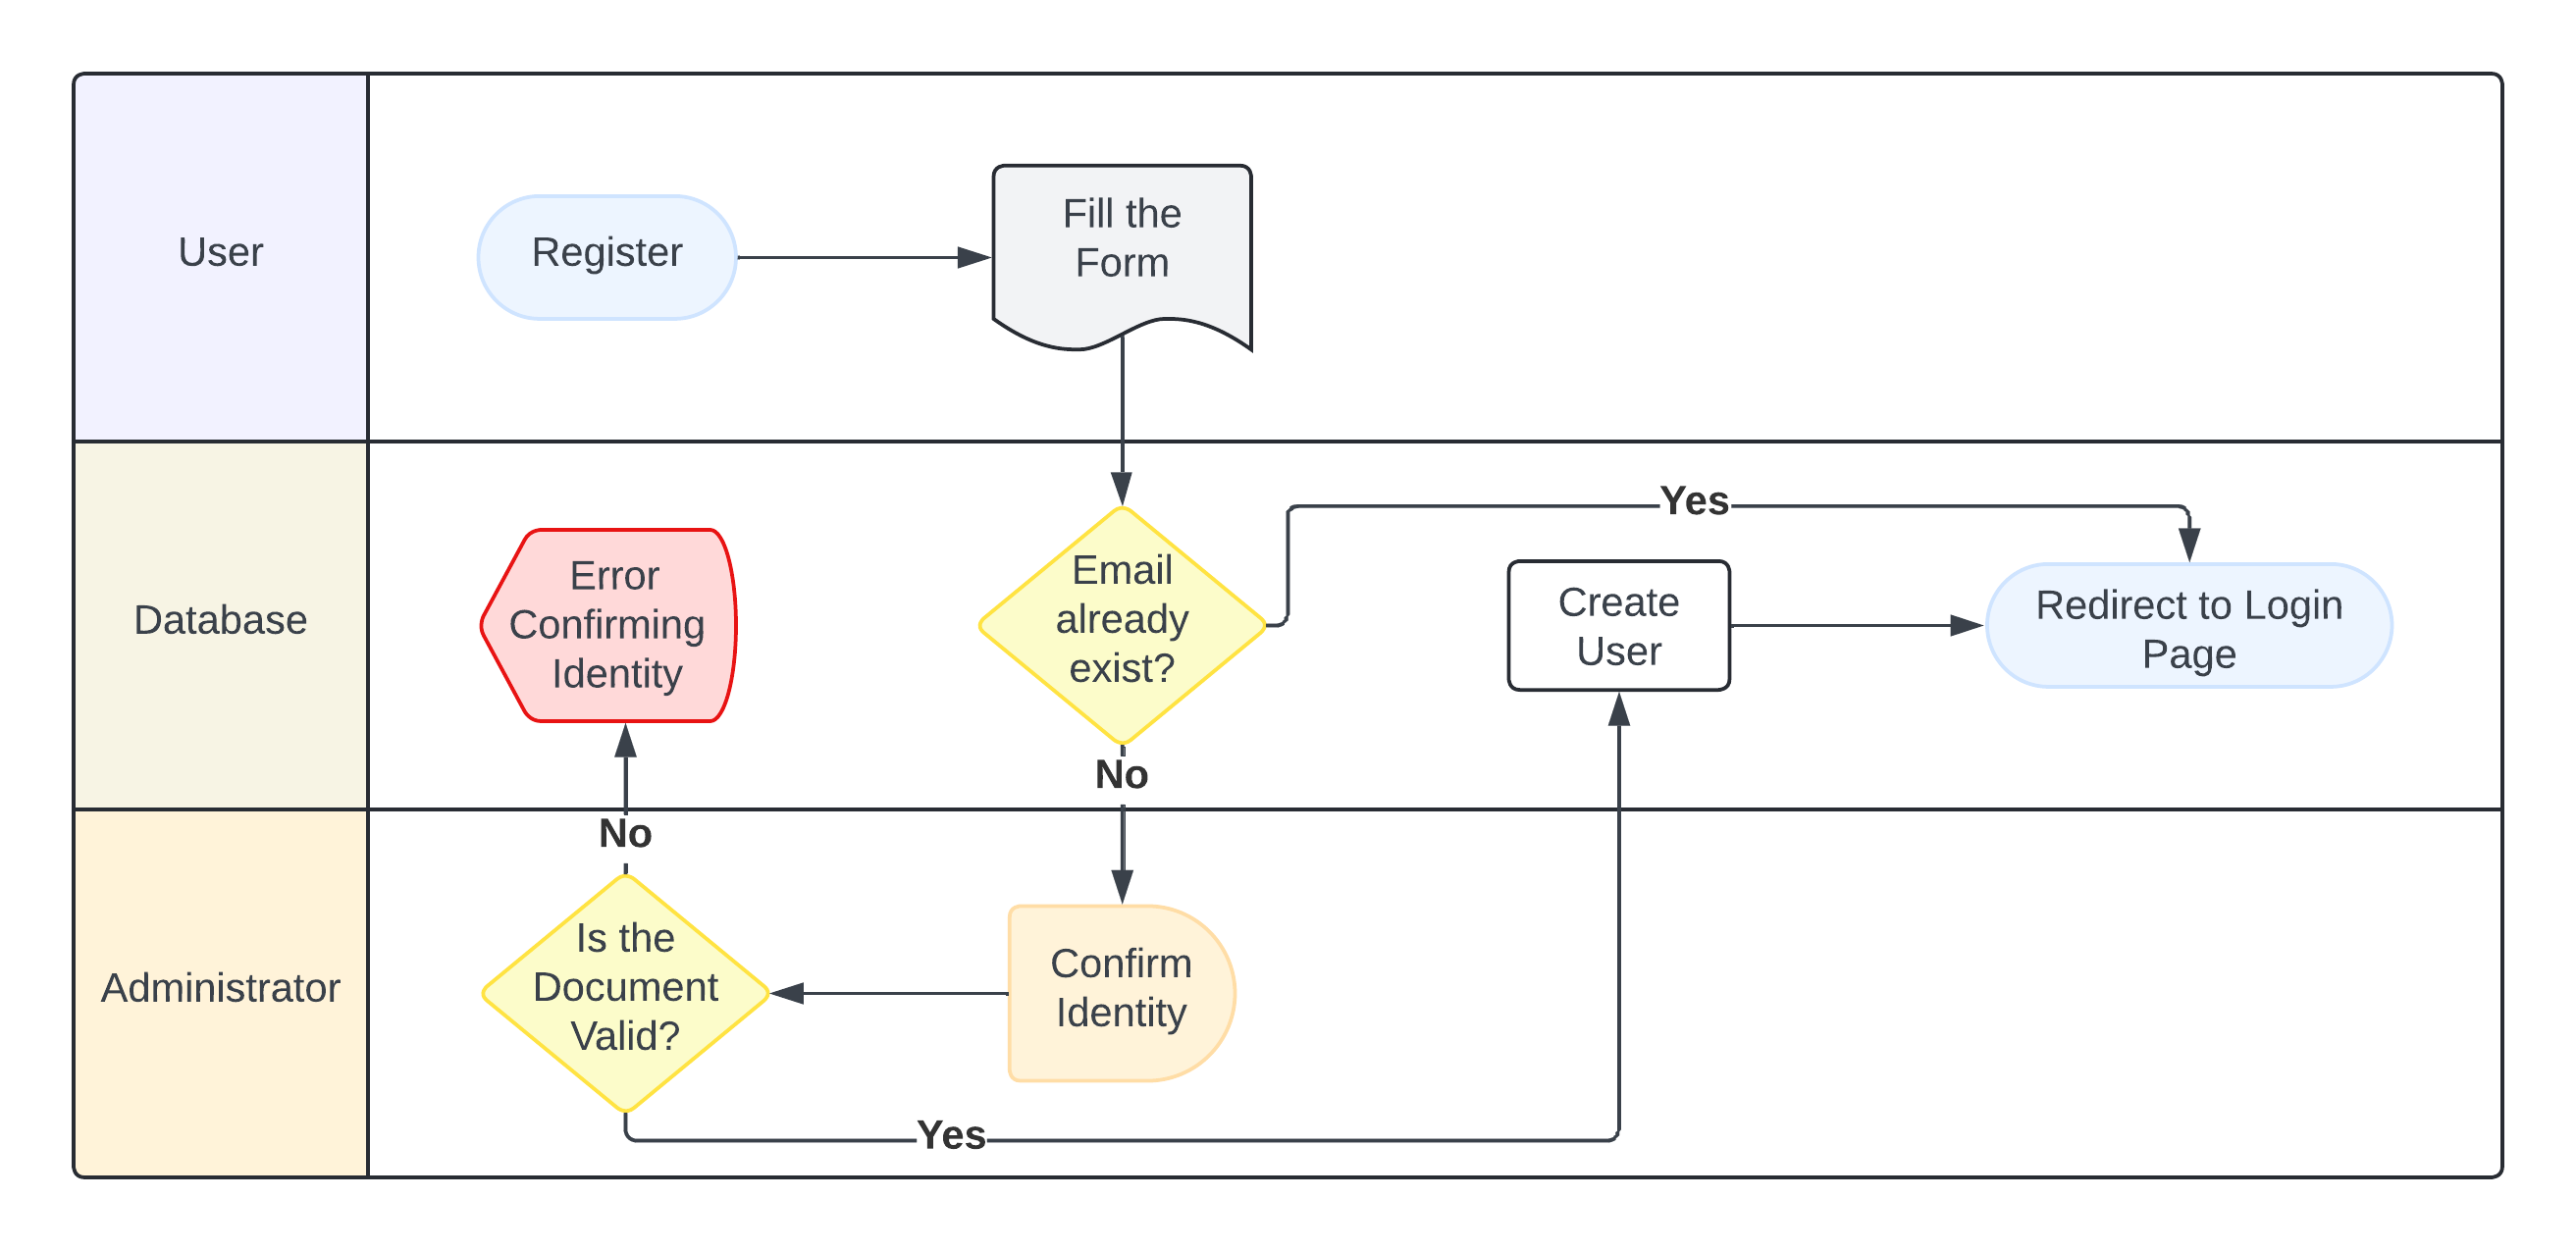 User
Register
Fill the
Form
Database
Error
Confirming
Identity
Email
already
exist?
Yes
Create
User
Redirect to Login
Page
No
Administrator
No
Is the
Document
Valid?
Confirm
Identity
Yes